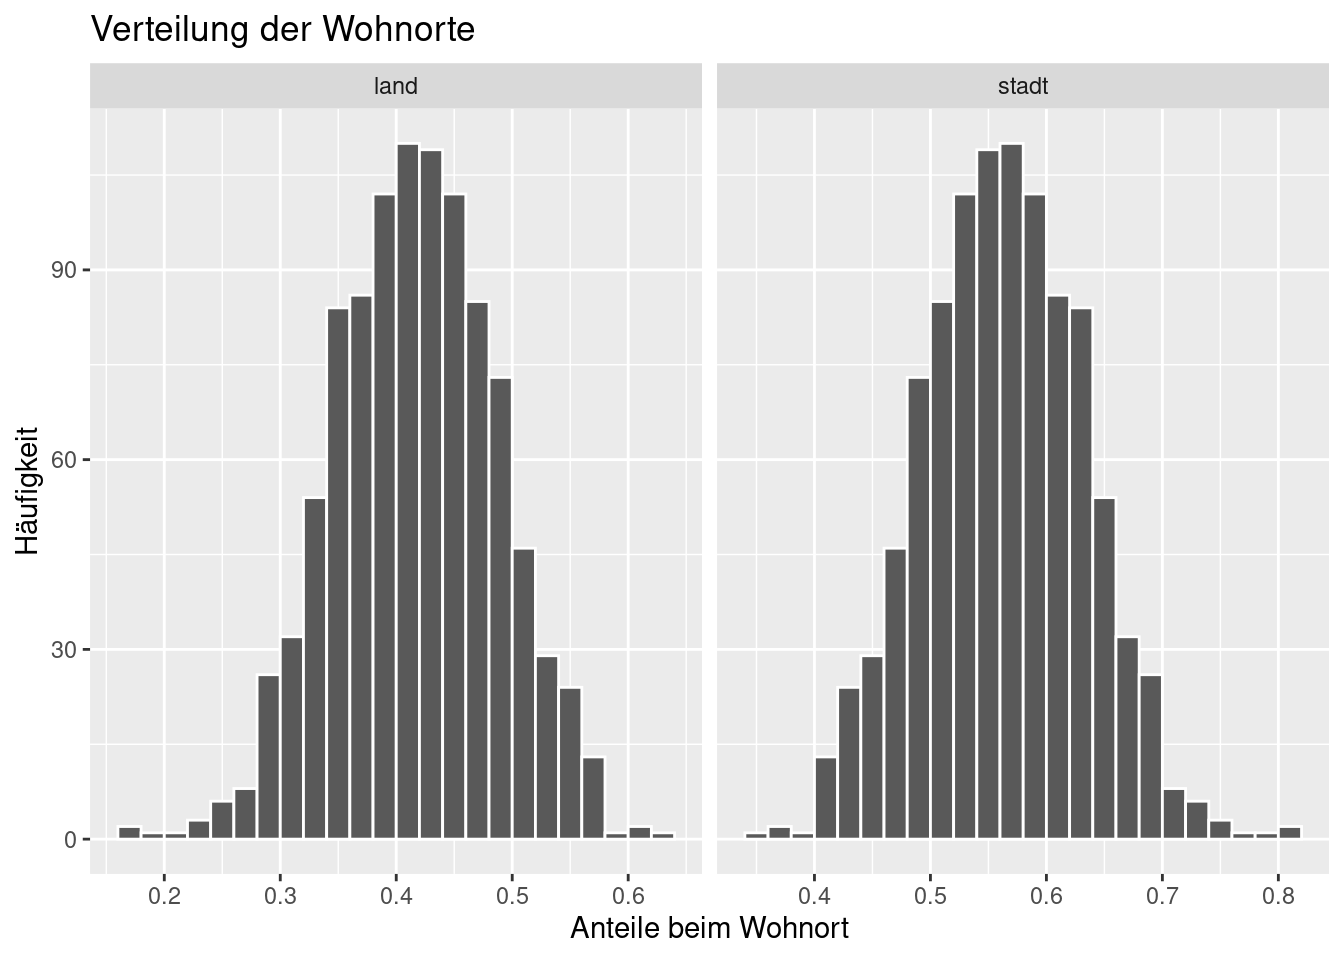 Verteilung der Wohnorte
land
stadt
Häufigkeit
90
60
30
0
0.2 0.3 0.4 0.5 0.6
0.4 0.5 0.6 0.7 0.8
Anteile beim Wohnort